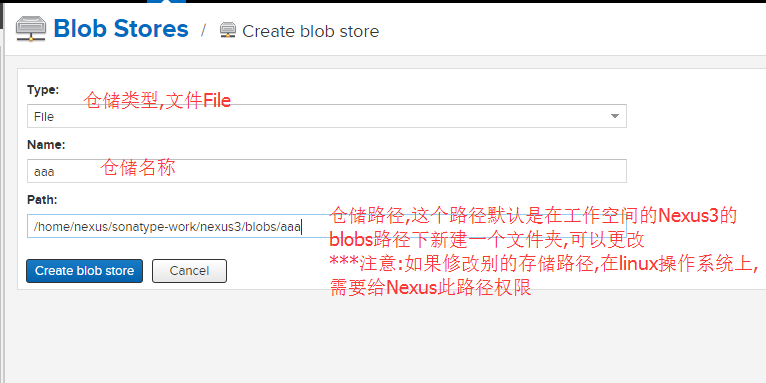 Blob Stores / Create blob store
Type:
仓储类型,文件File
File
Name:
aaa
仓储名称
Path:
/home/nexus/sonatype-work/nexus3/blobs/aaa
仓储路径,这个路径默认是在工作空间的Nexus3的
blobs路径下新建一个文件夹,可以更改
***注意:如果修改别的存储路径,在linux操作系统上,
需要给Nexus此路径权限
Create blob store
Cancel